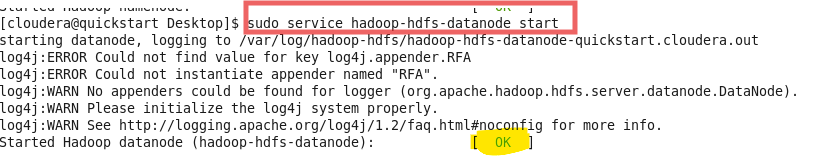 Started Hadoop namenode: [ OK ]
[cloudera@quickstart Desktop]$ sudo service hadoop-hdfs-datanode start
starting datanode, logging to /var/log/hadoop-hdfs/hadoop-hdfs-datanode-quickstart.cloudera.out
log4j:ERROR Could not find value for key log4j.appender.RFA
log4j:ERROR Could not instantiate appender named "RFA".
log4j:WARN No appenders could be found for logger (org.apache.hadoop.hdfs.server.datanode.DataNode).
log4j:WARN Please initialize the log4j system properly.
log4j:WARN See http://logging.apache.org/log4j/1.2/faq.html#noconfig for more info.
Started Hadoop datanode (hadoop-hdfs-datanode): [ OK ]